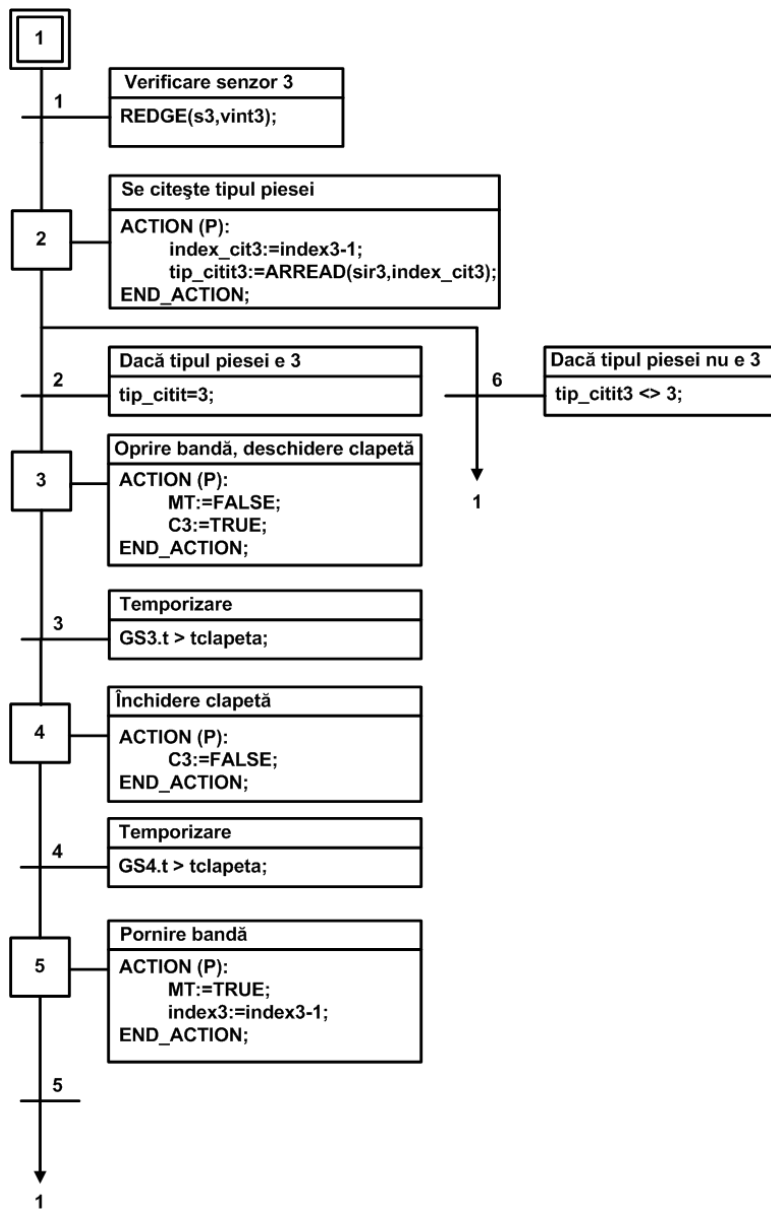 1
1
Verificare senzor 3
REDGE(s3,vint3);
2
Se citeşte tipul piesei
ACTION (P):
index_cit3:=index3-1;
tip_citit3:=ARREAD(sir3,index_cit3);
END_ACTION;
2
Dacă tipul piesei e 3
tip_citit=3;
6
Dacă tipul piesei nu e 3
tip_citit3 <> 3;
1
3
Oprire bandă, deschidere clapetă
ACTION (P):
MT:=FALSE;
C3:=TRUE;
END_ACTION;
3
Temporizare
GS3.t > tclapeta;
4
Închidere clapetă
ACTION (P):
C3:=FALSE;
END_ACTION;
4
Temporizare
GS4.t > tclapeta;
5
Pornire bandă
ACTION (P):
MT:=TRUE;
index3:=index3-1;
END_ACTION;
5
1